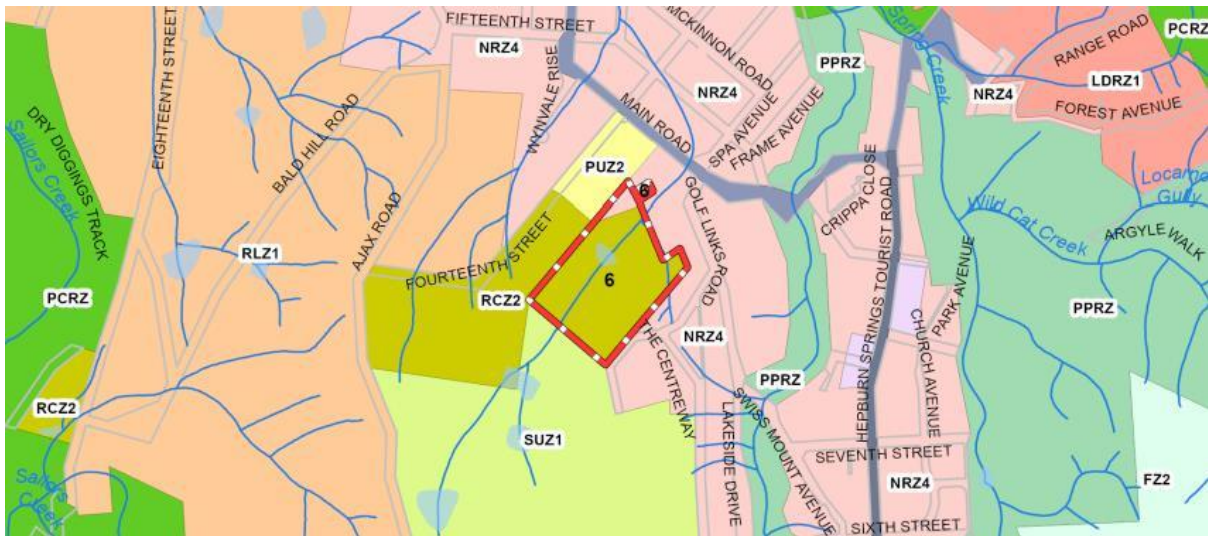 FIFTEENTH STREET
NRZ4
MCKINNON ROAD
Spring Creek
PPRZ
RANGE ROAD
PCRZ
LDRZ1
NRZ4
FOREST AVENUE
EIGHTEENTH STREET
WYNVALE RISE
MAIN ROAD
NRZ4
SPA AVENUE
FRAME AVENUE
DRY DIGGINGS TRACK
Sailors Creek
BALD HILL ROAD
PUZ2
6
CRIPPA CLOSE
Wild Cat Creek
Gully
ARGYLE WALK
AJAX ROAD
FOURTEENTH STREET
GOLF LINKS ROAD
RLZ1
PCRZ
RCZ2
6
HEPBURN SPRINGS TOURIST ROAD
PARK AVENUE
CHURCH AVENUE
PPRZ
NRZ4
THE CENTREWAY
PPRZ
RCZ2
SWISS MOUNT AVENUE
LAKESIDE DRIVE
SUZ1
SEVENTH STREET
NRZ4
FZ2
Sailors Creek
SIXTH STREET